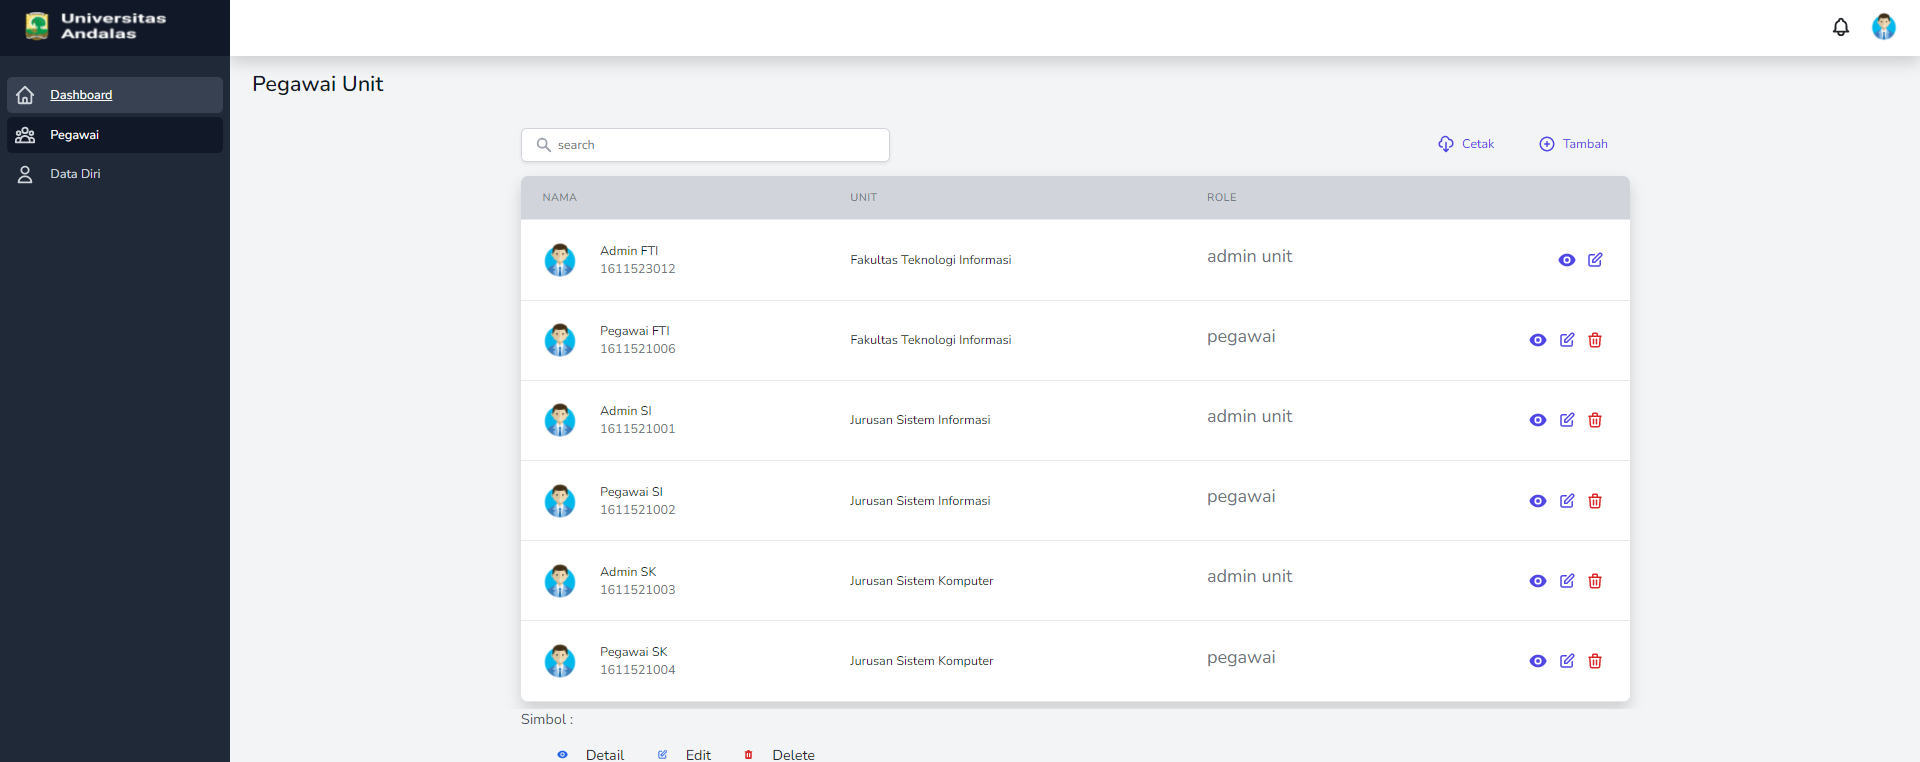 Universitas
Andalas
Dashboard
Pegawai
Data Diri
Pegawai Unit
search
Cetak
Tambah
NAMA UNIT ROLE
Admin FTI
1611523012
Fakultas Teknologi Informasi
admin unit
Pegawai FTI
1611521006
Fakultas Teknologi Informasi
pegawai
Admin SI
1611521001
Jurusan Sistem Informasi
admin unit
Pegawai SI
1611521002
Jurusan Sistem Informasi
pegawai
Admin SK
1611521003
Jurusan Sistem Komputer
admin unit
Pegawai SK
1611521004
Jurusan Sistem Komputer
pegawai
Simbol :
Detail Edit Delete